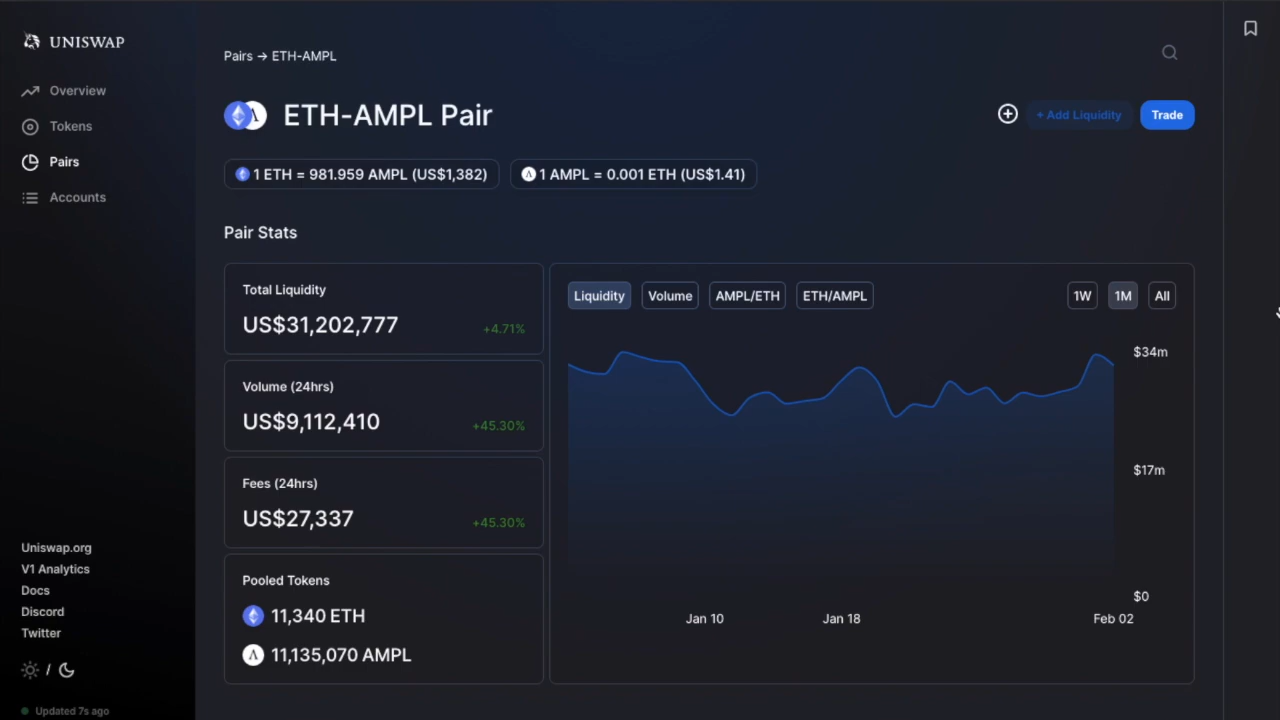 UNISWAP
Overview
Tokens
Pairs
Accounts
Uniswap.org
V1 Analytics
Docs
Discord
Twitter
/
Updated 7s ago
Pairs → ETH-AMPL
ETH-AMPL Pair
+ Add Liquidity
Trade
1 ETH = 981.959 AMPL (US$1,382)
1 AMPL = 0.001 ETH (US$1.41)
Pair Stats
Total Liquidity
US$31,202,777 +4.71%
Volume (24hrs)
US$9,112,410 +45.30%
Fees (24hrs)
US$27,337 +45.30%
Pooled Tokens
11,340 ETH
11,135,070 AMPL
Liquidity Volume AMPL/ETH ETH/AMPL 1W 1M All
$34m
$17m
$0
Jan 10 Jan 18 Feb 02